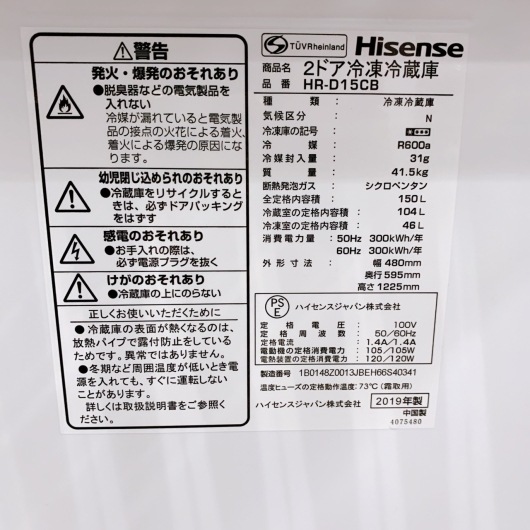 ⚠警告
発火・爆発のおそれあり
●脱臭器などの電気製品を
入れない
冷媒が漏れていると電気製
品の接点の火花による着火、
着火による爆発の原因にな
ります。
幼児閉じ込められのおそれあり
●冷蔵庫をリサイクルすると
きは、必ずドアパッキング
をはずす
感電のおそれあり
●お手入れの際は、
必ず電源プラグを抜く
けがのおそれあり
●冷蔵庫の上にのらない
正しくお使いいただくために
●冷蔵庫の表面が熱くなるのは、
放熱パイプで露付き防止をしている
ためです。異常ではありません。
●冬期など周囲温度が低いときで
電源を入れても、すぐに運転しない
ことがあります。
詳しくは取扱説明書をご参照
ください。
TÜVRheinland
Hisense
商品名 2ドア冷凍冷蔵庫
品番 HR-D15CB
種類 : 冷凍冷蔵庫
気候区分 : N
冷凍庫の記号 :
冷媒 : R600a
冷媒封入量 : 31g
質量 : 41.5kg
断熱発泡ガス : シクロペンタン
全定格内容積 : 150L
冷蔵室の定格内容積 : 104L
冷凍室の定格内容積 : 46L
消費電力量 : 50Hz 300kWh/年
60Hz 300kWh/年
外形寸法 : 幅 480mm
奥行 595mm
高さ 1225mm
PS
E
ハイセンスジャパン株式会社
定格電圧 : 100V
定格周波数 : 50/60Hz
定格電流 : 1.4A/1.4A
電動機の定格消費電力 : 105/105W
電熱装置の定格消費電力 : 120/120W
製造番号 1B0148Z0013JBEH66S40341
温度ヒューズの定格動作温度: 73℃(霜取用)
ハイセンスジャパン株式会社
2019年製
中国製
4075480